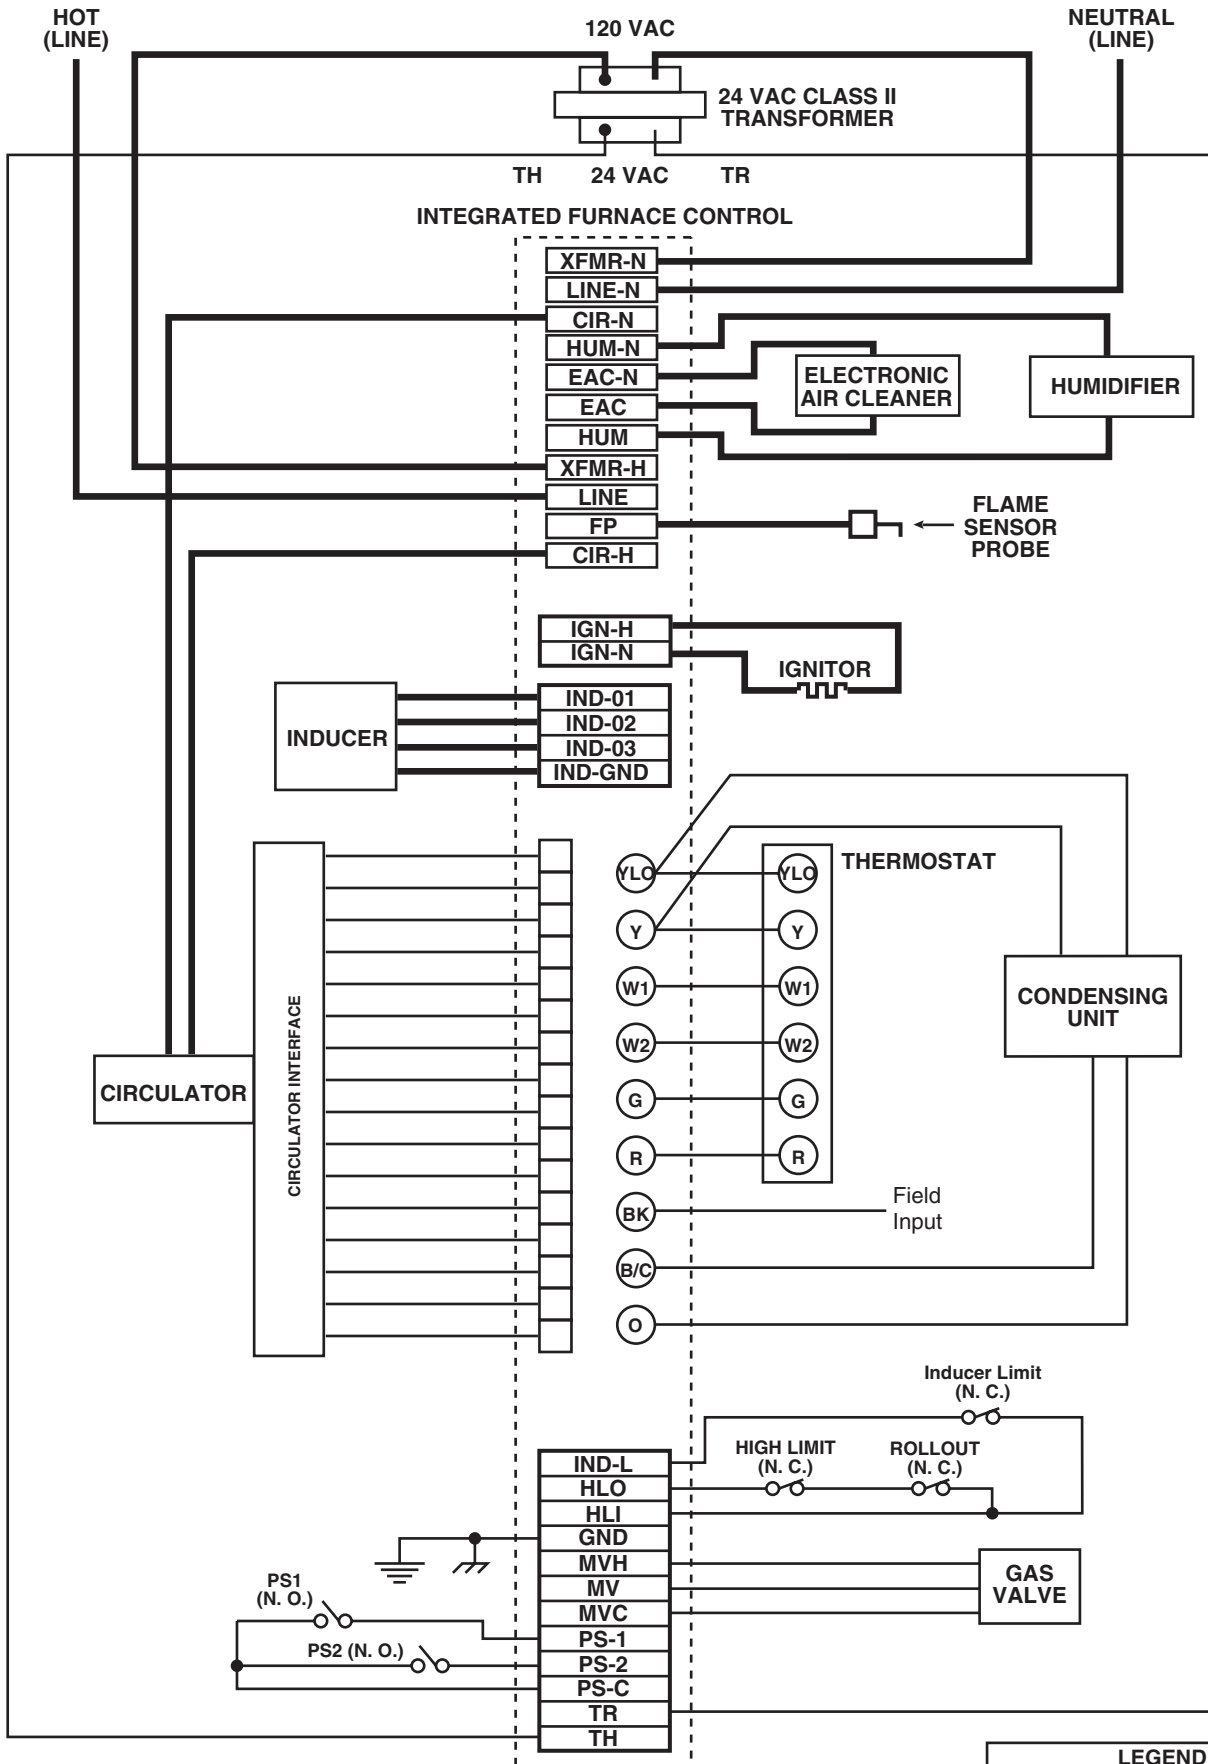 HOT
(LINE)
120 VAC
NEUTRAL
(LINE)
24 VAC CLASS II
TRANSFORMER
TH 24 VAC TR
INTEGRATED FURNACE CONTROL
XFMR-N
LINE-N
CIR-N
HUM-N
EAC-N
EAC
HUM
XFMR-H
LINE
FP
CIR-H
ELECTRONIC
AIR CLEANER
HUMIDIFIER
FLAME
SENSOR
PROBE
IGN-H
IGN-N
IGNITOR
INDUCER
IND-01
IND-02
IND-03
IND-GND
THERMOSTAT
YLO
YLO
Y
Y
W1
W1
W2
W2
G
G
R
R
BK
Field
Input
B/C
O
CONDENSING
UNIT
CIRCULATOR
CIRCULATOR INTERFACE
Inducer Limit
(N. C.)
HIGH LIMIT
(N. C.)
ROLLOUT
(N. C.)
IND-L
HLO
HLI
GND
MVH
MV
MVC
PS-1
PS-2
PS-C
TR
TH
GAS
VALVE
PS1
(N. O.)
PS2 (N. O.)
LEGEND